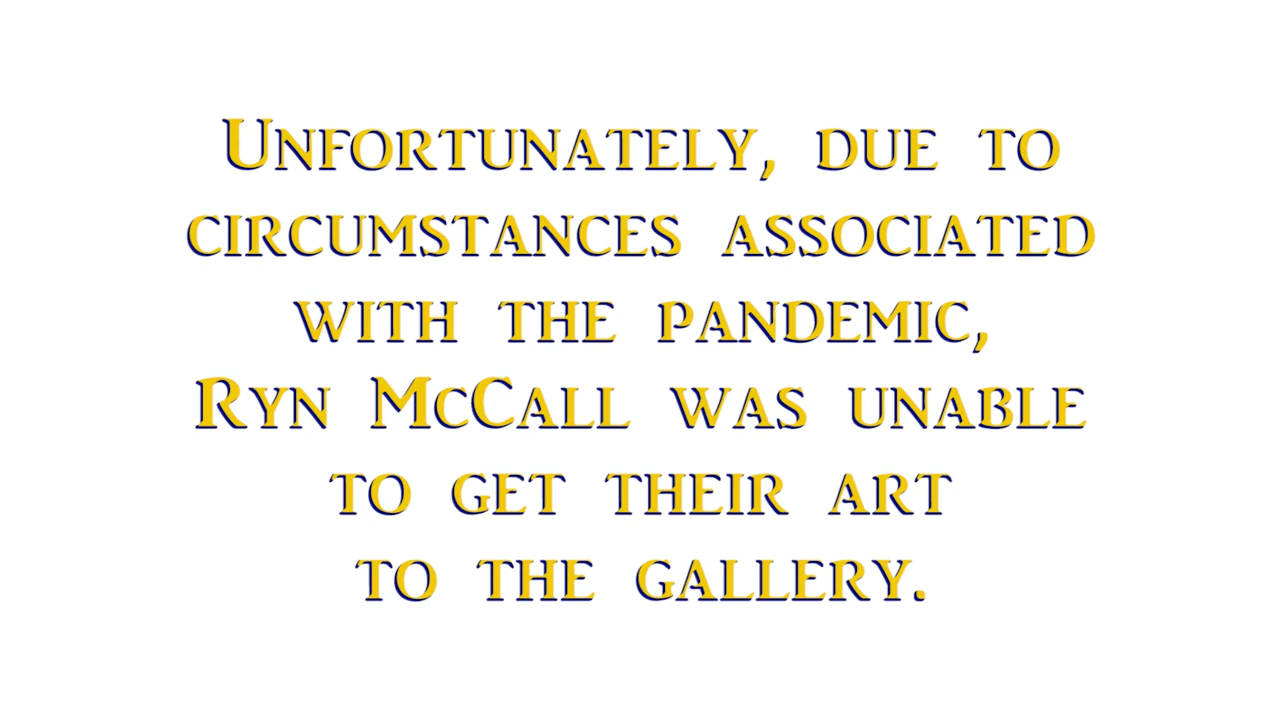 Unfortunately, due to
circumstances associated
with the pandemic,
Ryn McCall was unable
to get their art
to the gallery.